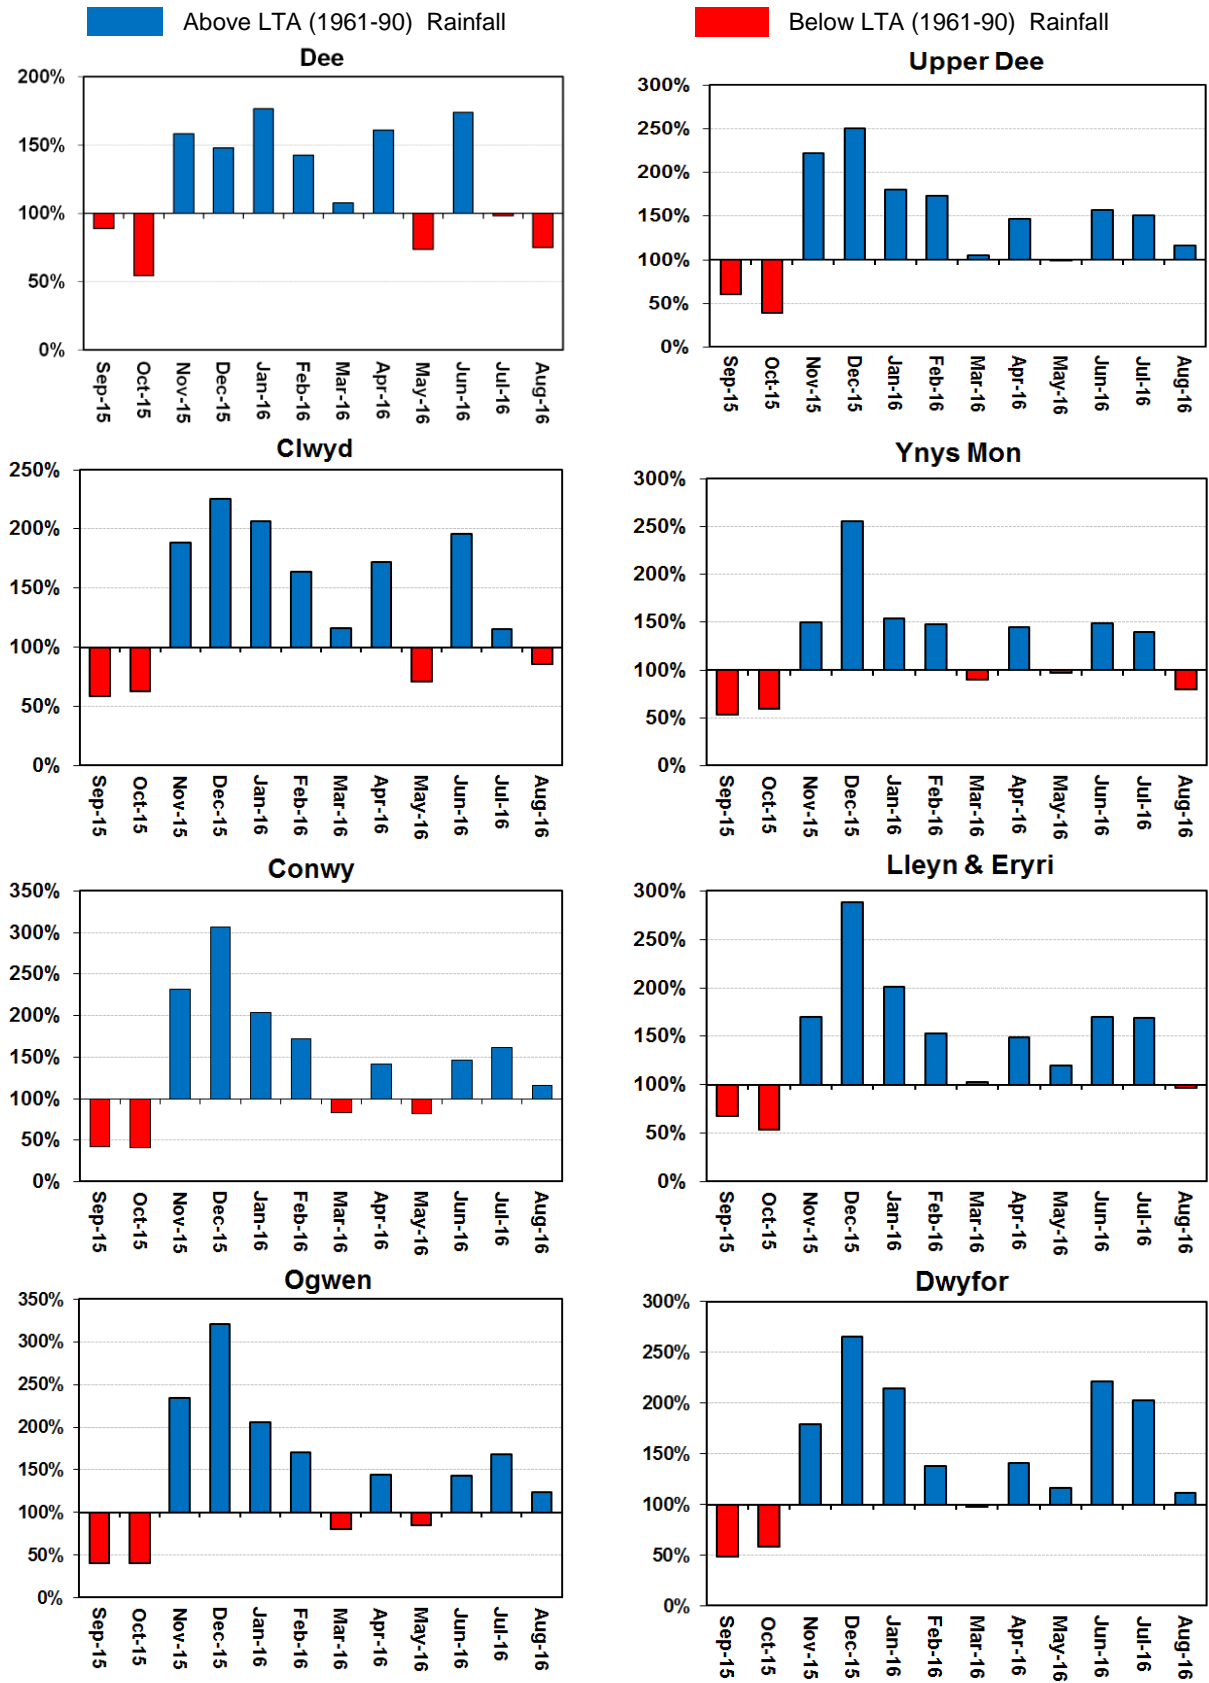 Above LTA (1961-90) Rainfall
Below LTA (1961-90) Rainfall
Dee
200%
150%
100%
50%
0%
Sep-15
Oct-15
Nov-15
Dec-15
Jan-16
Feb-16
Mar-16
Apr-16
May-16
Jun-16
Jul-16
Aug-16
Upper Dee
300%
250%
200%
150%
100%
50%
0%
Sep-15
Oct-15
Nov-15
Dec-15
Jan-16
Feb-16
Mar-16
Apr-16
May-16
Jun-16
Jul-16
Aug-16
Clwyd
250%
200%
150%
100%
50%
0%
Sep-15
Oct-15
Nov-15
Dec-15
Jan-16
Feb-16
Mar-16
Apr-16
May-16
Jun-16
Jul-16
Aug-16
Ynys Mon
300%
250%
200%
150%
100%
50%
0%
Sep-15
Oct-15
Nov-15
Dec-15
Jan-16
Feb-16
Mar-16
Apr-16
May-16
Jun-16
Jul-16
Aug-16
Conwy
350%
300%
250%
200%
150%
100%
50%
0%
Sep-15
Oct-15
Nov-15
Dec-15
Jan-16
Feb-16
Mar-16
Apr-16
May-16
Jun-16
Jul-16
Aug-16
Lleyn & Eryri
300%
250%
200%
150%
100%
50%
0%
Sep-15
Oct-15
Nov-15
Dec-15
Jan-16
Feb-16
Mar-16
Apr-16
May-16
Jun-16
Jul-16
Aug-16
Ogwen
350%
300%
250%
200%
150%
100%
50%
0%
Sep-15
Oct-15
Nov-15
Dec-15
Jan-16
Feb-16
Mar-16
Apr-16
May-16
Jun-16
Jul-16
Aug-16
Dwyfor
300%
250%
200%
150%
100%
50%
0%
Sep-15
Oct-15
Nov-15
Dec-15
Jan-16
Feb-16
Mar-16
Apr-16
May-16
Jun-16
Jul-16
Aug-16